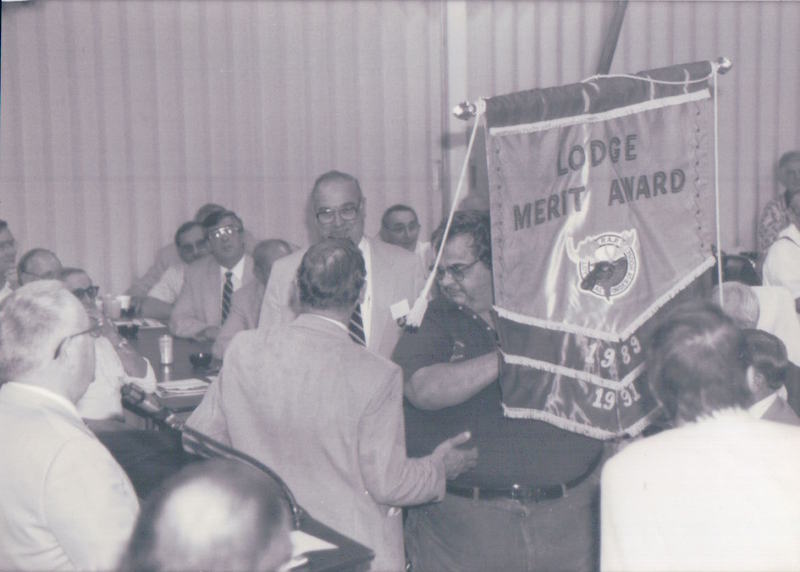 LODGE
MERIT AWARD
P.A.P.
1989
1991